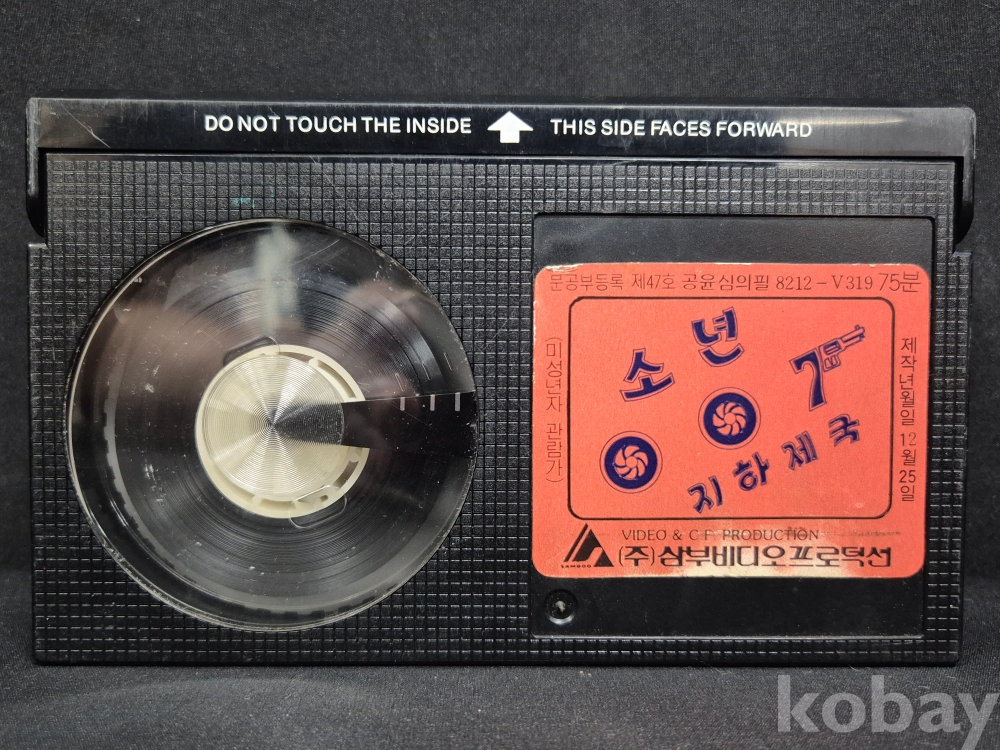 DO NOT TOUCH THE INSIDE THIS SIDE FACES FORWARD
문공부등록 제47호 공윤심의필 8212-V319 75분
(미성년자 관람가)
소년
007
지하제국
제작년월일 12월 25일
VIDEO & C.F. PRODUCTION
SAMBOO
(주)삼부비디오프로덕션
kobay